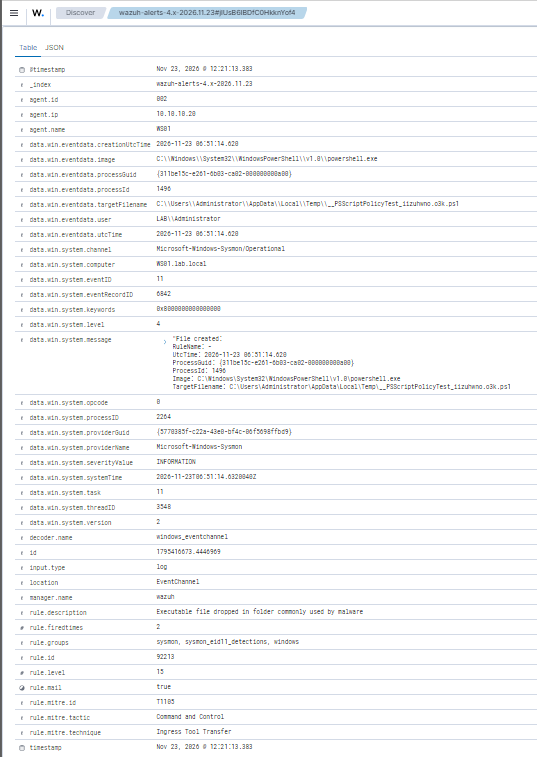 W. Discover wazuh-alerts-4.x-2026.11.23#jIUsB6IBDfC0HkknYof4
Table JSON
@timestamp Nov 23, 2026 @ 12:21:13.383
_index wazuh-alerts-4.x-2026.11.23
agent.id 002
agent.ip 10.10.10.20
agent.name WS01
data.win.eventdata.creationUtcTime 2026-11-23 06:51:14.620
data.win.eventdata.image C:\\Windows\\System32\\WindowsPowerShell\\v1.0\\powershell.exe
data.win.eventdata.processGuid {311be15c-e261-6b03-ca02-000000000a00}
data.win.eventdata.processId 1496
data.win.eventdata.targetFilename C:\\Users\\Administrator\\AppData\\Local\\Temp\\__PSScriptPolicyTest_iizuhwno.o3k.ps1
data.win.eventdata.user LAB\\Administrator
data.win.eventdata.utcTime 2026-11-23 06:51:14.620
data.win.system.channel Microsoft-Windows-Sysmon/Operational
data.win.system.computer WS01.lab.local
data.win.system.eventID 11
data.win.system.eventRecordID 6842
data.win.system.keywords 0x8000000000000000
data.win.system.level 4
data.win.system.message "File created:
RuleName: -
UtcTime: 2026-11-23 06:51:14.620
ProcessGuid: {311be15c-e261-6b03-ca02-000000000a00}
ProcessId: 1496
Image: C:\Windows\System32\WindowsPowerShell\v1.0\powershell.exe
TargetFilename: C:\Users\Administrator\AppData\Local\Temp\__PSScriptPolicyTest_iizuhwno.o3k.ps1
data.win.system.opcode 0
data.win.system.processID 2264
data.win.system.providerGuid {5770385f-c22a-43e0-bf4c-06f5698ffbd9}
data.win.system.providerName Microsoft-Windows-Sysmon
data.win.system.severityValue INFORMATION
data.win.system.systemTime 2026-11-23T06:51:14.6320040Z
data.win.system.task 11
data.win.system.threadID 3548
data.win.system.version 2
decoder.name windows_eventchannel
id 1795416673.4446969
input.type log
location EventChannel
manager.name wazuh
rule.description Executable file dropped in folder commonly used by malware
rule.firedtimes 2
rule.groups sysmon, sysmon_eid11_detections, windows
rule.id 92213
rule.level 15
rule.mail true
rule.mitre.id T1105
rule.mitre.tactic Command and Control
rule.mitre.technique Ingress Tool Transfer
timestamp Nov 23, 2026 @ 12:21:13.383